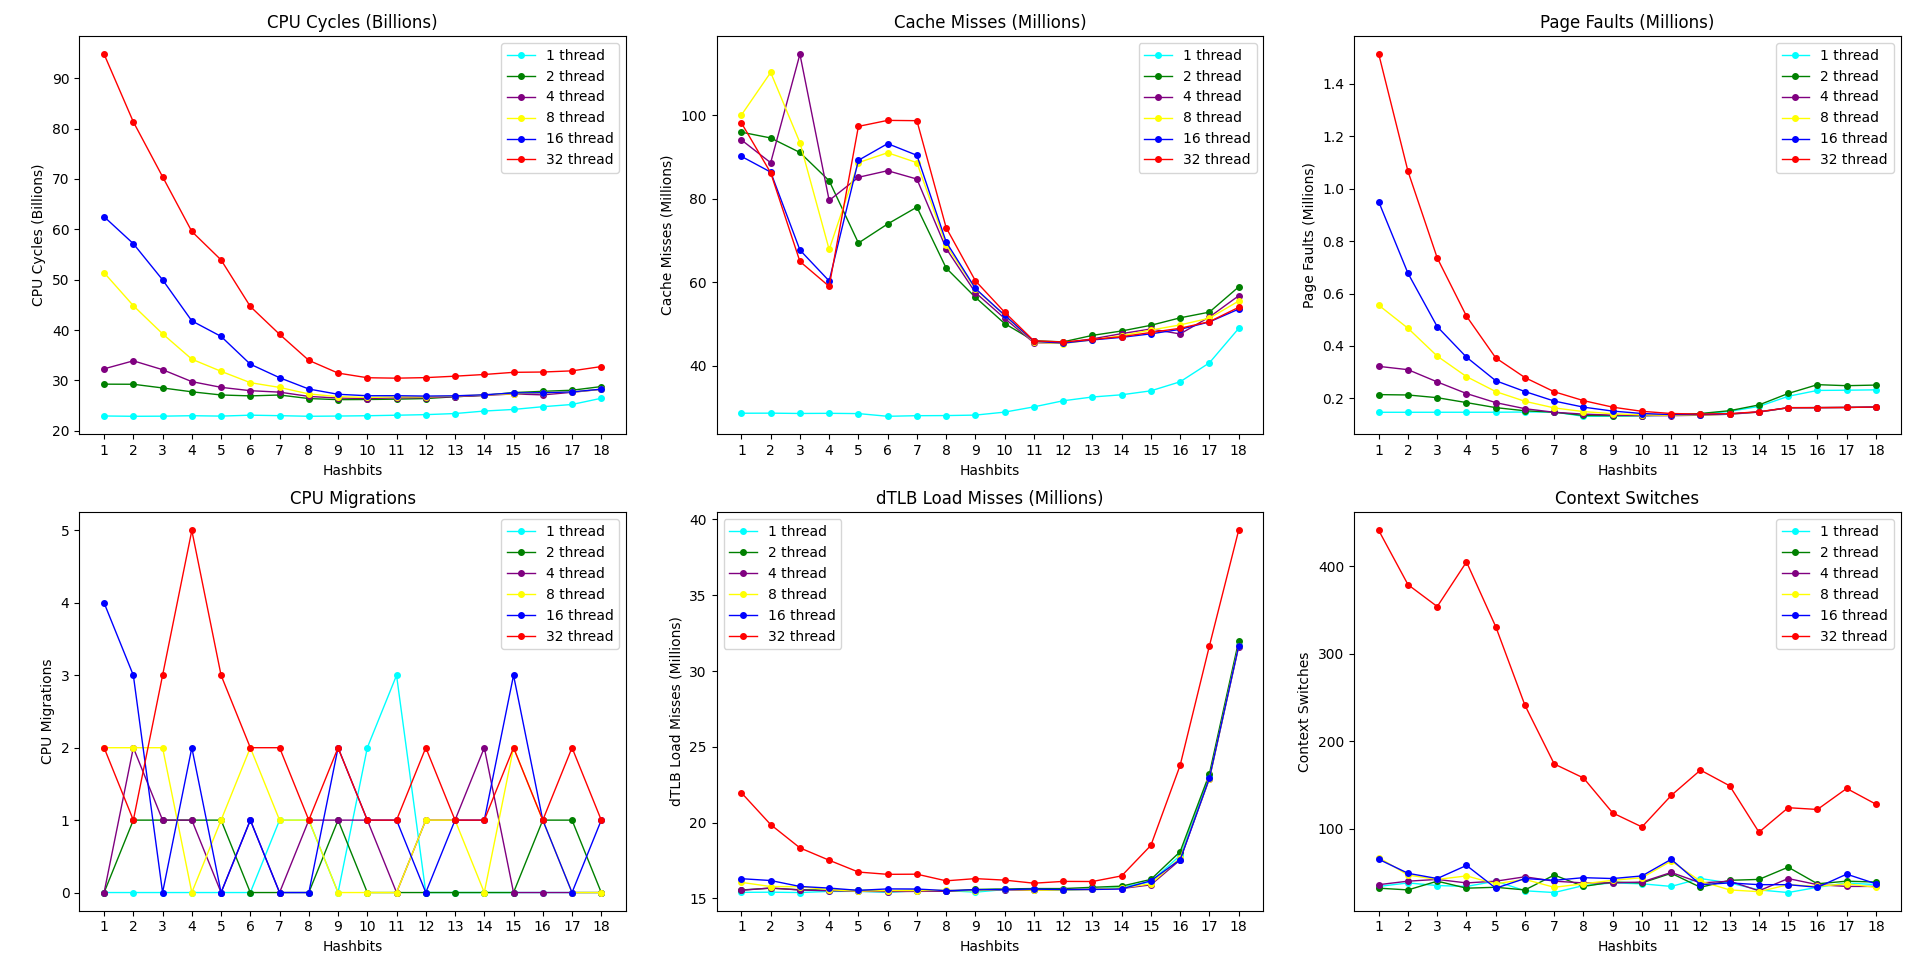 CPU Cycles (Billions)
CPU Cycles (Billions)
90
80
70
60
50
40
30
20
1 thread
2 thread
4 thread
8 thread
16 thread
32 thread
1 2 3 4 5 6 7 8 9 10 11 12 13 14 15 16 17 18
Hashbits
Cache Misses (Millions)
Cache Misses (Millions)
100
80
60
40
1 thread
2 thread
4 thread
8 thread
16 thread
32 thread
1 2 3 4 5 6 7 8 9 10 11 12 13 14 15 16 17 18
Hashbits
Page Faults (Millions)
Page Faults (Millions)
1.4
1.2
1.0
0.8
0.6
0.4
0.2
1 thread
2 thread
4 thread
8 thread
16 thread
32 thread
1 2 3 4 5 6 7 8 9 10 11 12 13 14 15 16 17 18
Hashbits
CPU Migrations
CPU Migrations
5
4
3
2
1
0
1 thread
2 thread
4 thread
8 thread
16 thread
32 thread
1 2 3 4 5 6 7 8 9 10 11 12 13 14 15 16 17 18
Hashbits
dTLB Load Misses (Millions)
dTLB Load Misses (Millions)
40
35
30
25
20
15
1 thread
2 thread
4 thread
8 thread
16 thread
32 thread
1 2 3 4 5 6 7 8 9 10 11 12 13 14 15 16 17 18
Hashbits
Context Switches
Context Switches
400
300
200
100
1 thread
2 thread
4 thread
8 thread
16 thread
32 thread
1 2 3 4 5 6 7 8 9 10 11 12 13 14 15 16 17 18
Hashbits